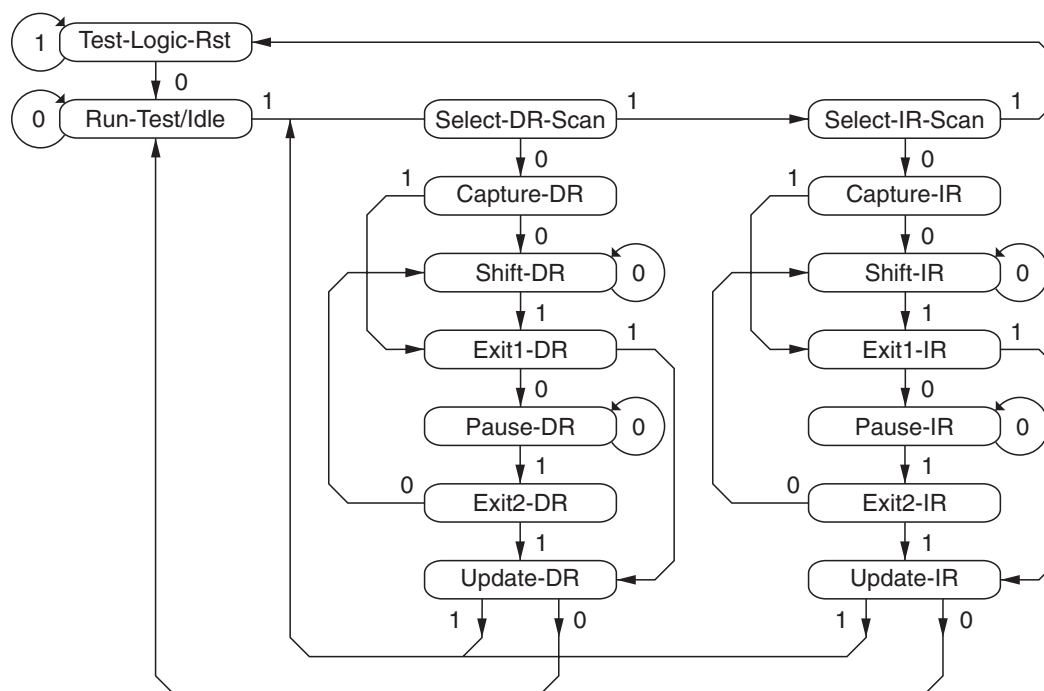 1 Test-Logic-Rst
0
0 Run-Test/Idle 1 Select-DR-Scan 1 Select-IR-Scan 1
0 0
1 Capture-DR 1 Capture-IR
0 0
Shift-DR 0 Shift-IR 0
1 1
Exit1-DR 1 Exit1-IR 1
0 0
Pause-DR 0 Pause-IR 0
1 1
0 Exit2-DR 0 Exit2-IR
1 1
Update-DR Update-IR
1 0 1 0